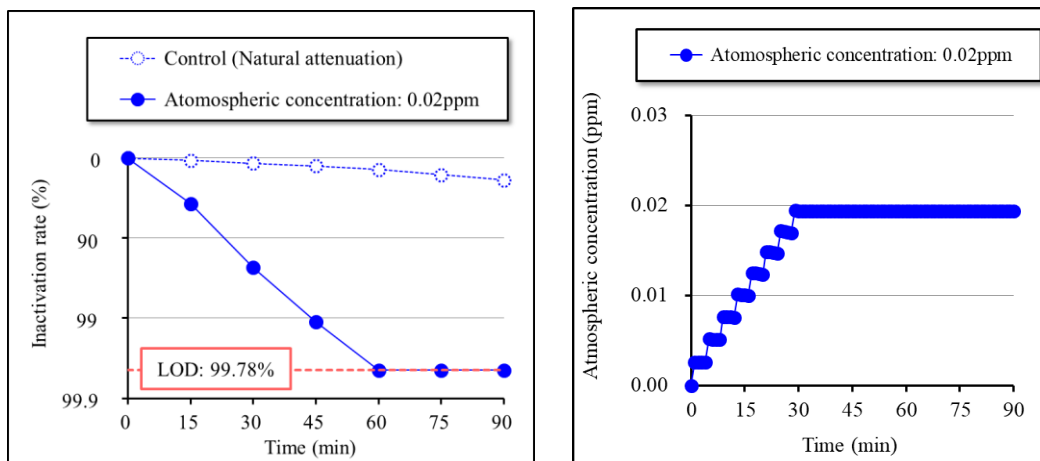 Control (Natural attenuation)
Atomospheric concentration: 0.02ppm
Inactivation rate (%)
0
90
99
99.9
LOD: 99.78%
0 15 30 45 60 75 90
Time (min)
Atomospheric concentration: 0.02ppm
Atmospheric concentration (ppm)
0.03
0.02
0.01
0.00
0 15 30 45 60 75 90
Time (min)